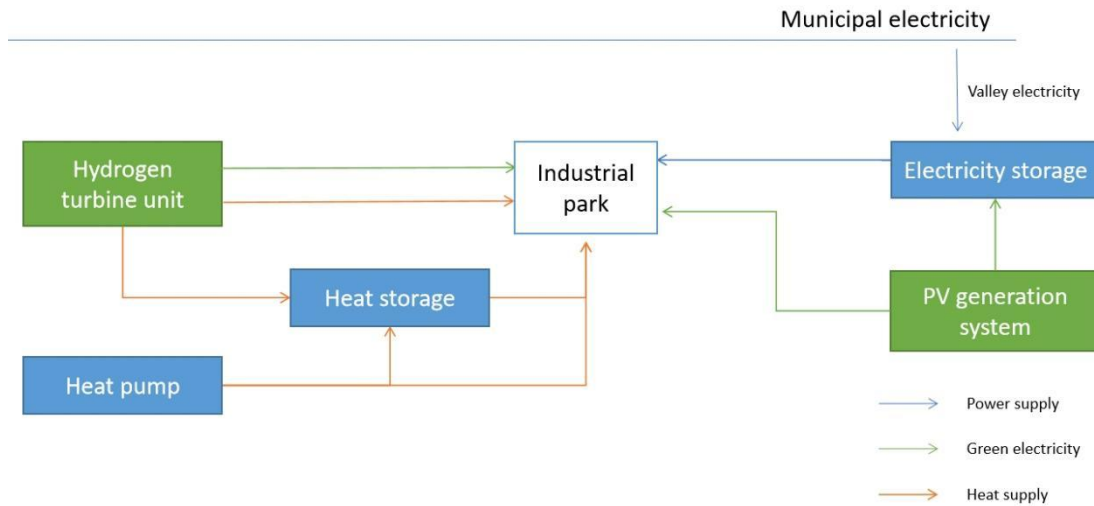 Municipal electricity
Valley electricity
Hydrogen
turbine unit
Industrial
park
Electricity storage
Heat storage
PV generation
system
Heat pump
Power supply
Green electricity
Heat supply